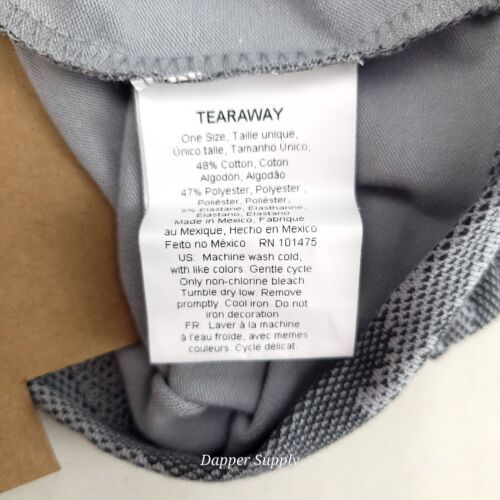 TEARAWAY
One Size, Taille unique,
Único talle, Tamanho Único,
48% Cotton, Coton
Algodón, Algodão
47% Polyester, Polyester ,
Poliéster, Poliéster,
5% Elastane, Élasthanne,
Elastano, Elastano
Made in Mexico, Fabrique
au Mexique, Hecho en Mexico
Feito no México RN 101475
US: Machine wash cold,
with like colors. Gentle cycle
Only non-chlorine bleach
Tumble dry low. Remove
promptly. Cool iron. Do not
iron decoration.
FR: Laver à la machine
à l'eau froide, avec memes
couleurs. Cycle délicat.
Dapper Supply